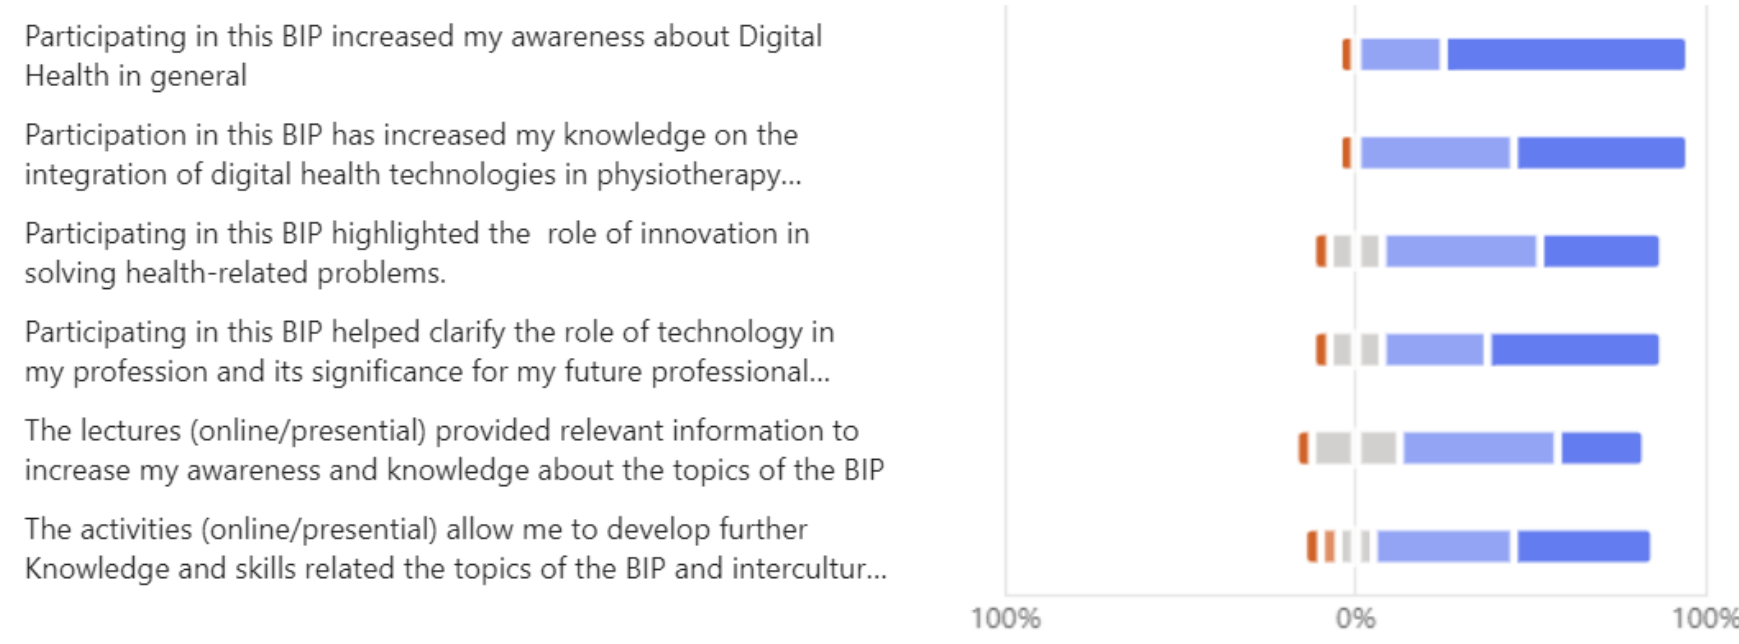 Participating in this BIP increased my awareness about Digital
Health in general
Participation in this BIP has increased my knowledge on the
integration of digital health technologies in physiotherapy...
Participating in this BIP highlighted the  role of innovation in
solving health-related problems.
Participating in this BIP helped clarify the role of technology in
my profession and its significance for my future professional...
The lectures (online/presential) provided relevant information to
increase my awareness and knowledge about the topics of the BIP
The activities (online/presential) allow me to develop further
Knowledge and skills related the topics of the BIP and intercultur...
100% 0% 100%